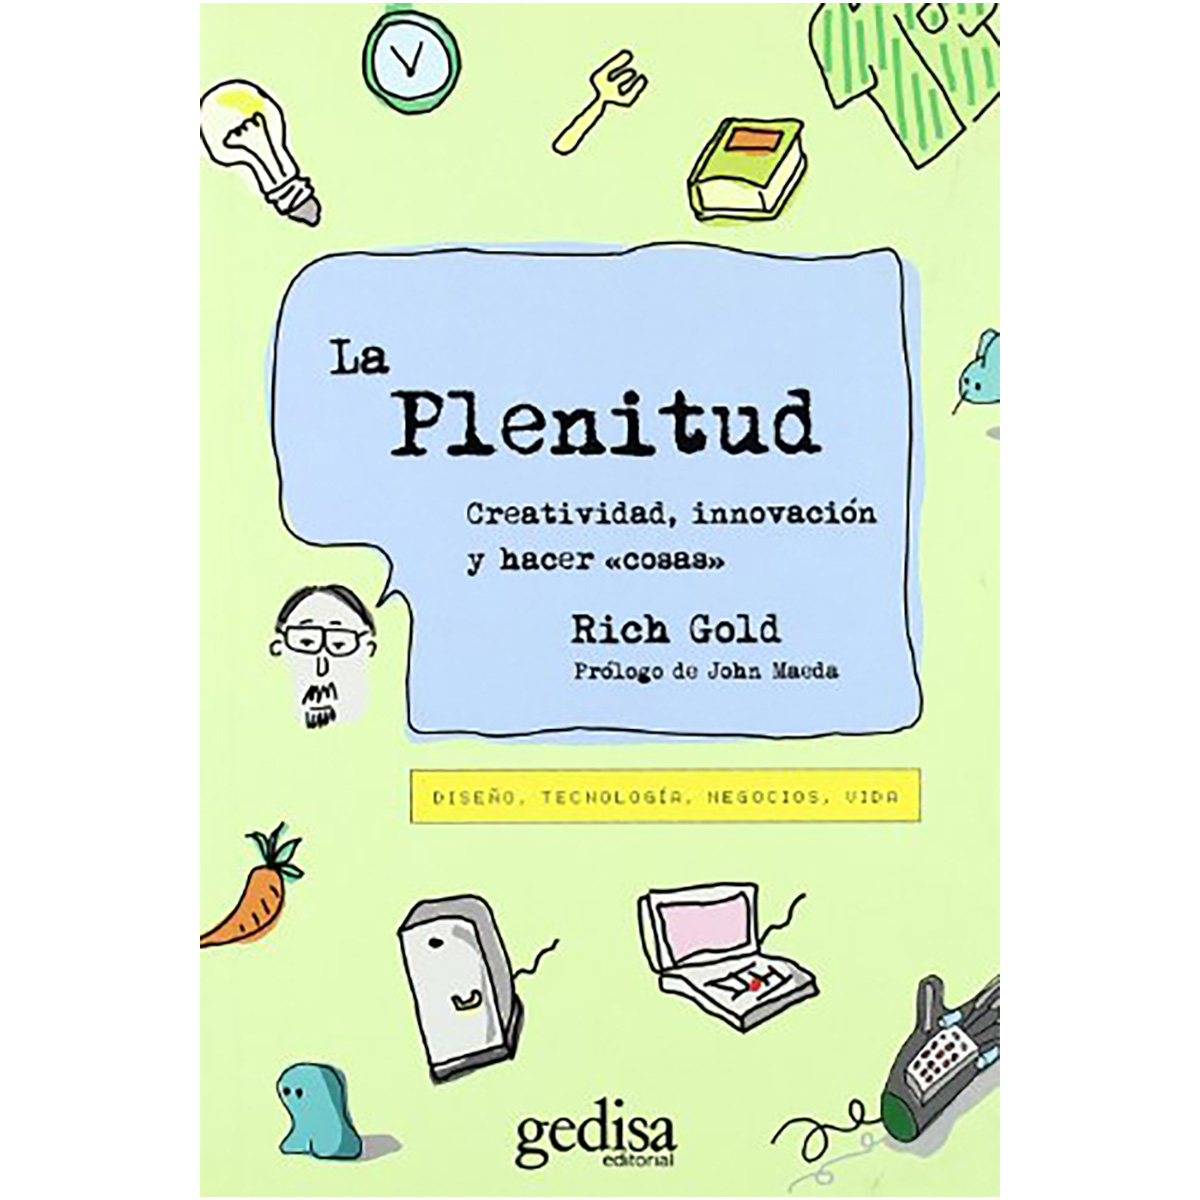 La
Plenitud
Creatividad, innovación
y hacer «cosas»
Rich Gold
Prólogo de John Maeda
DISEÑO, TECNOLOGÍA, NEGOCIOS, VIDA
gedisa
editorial